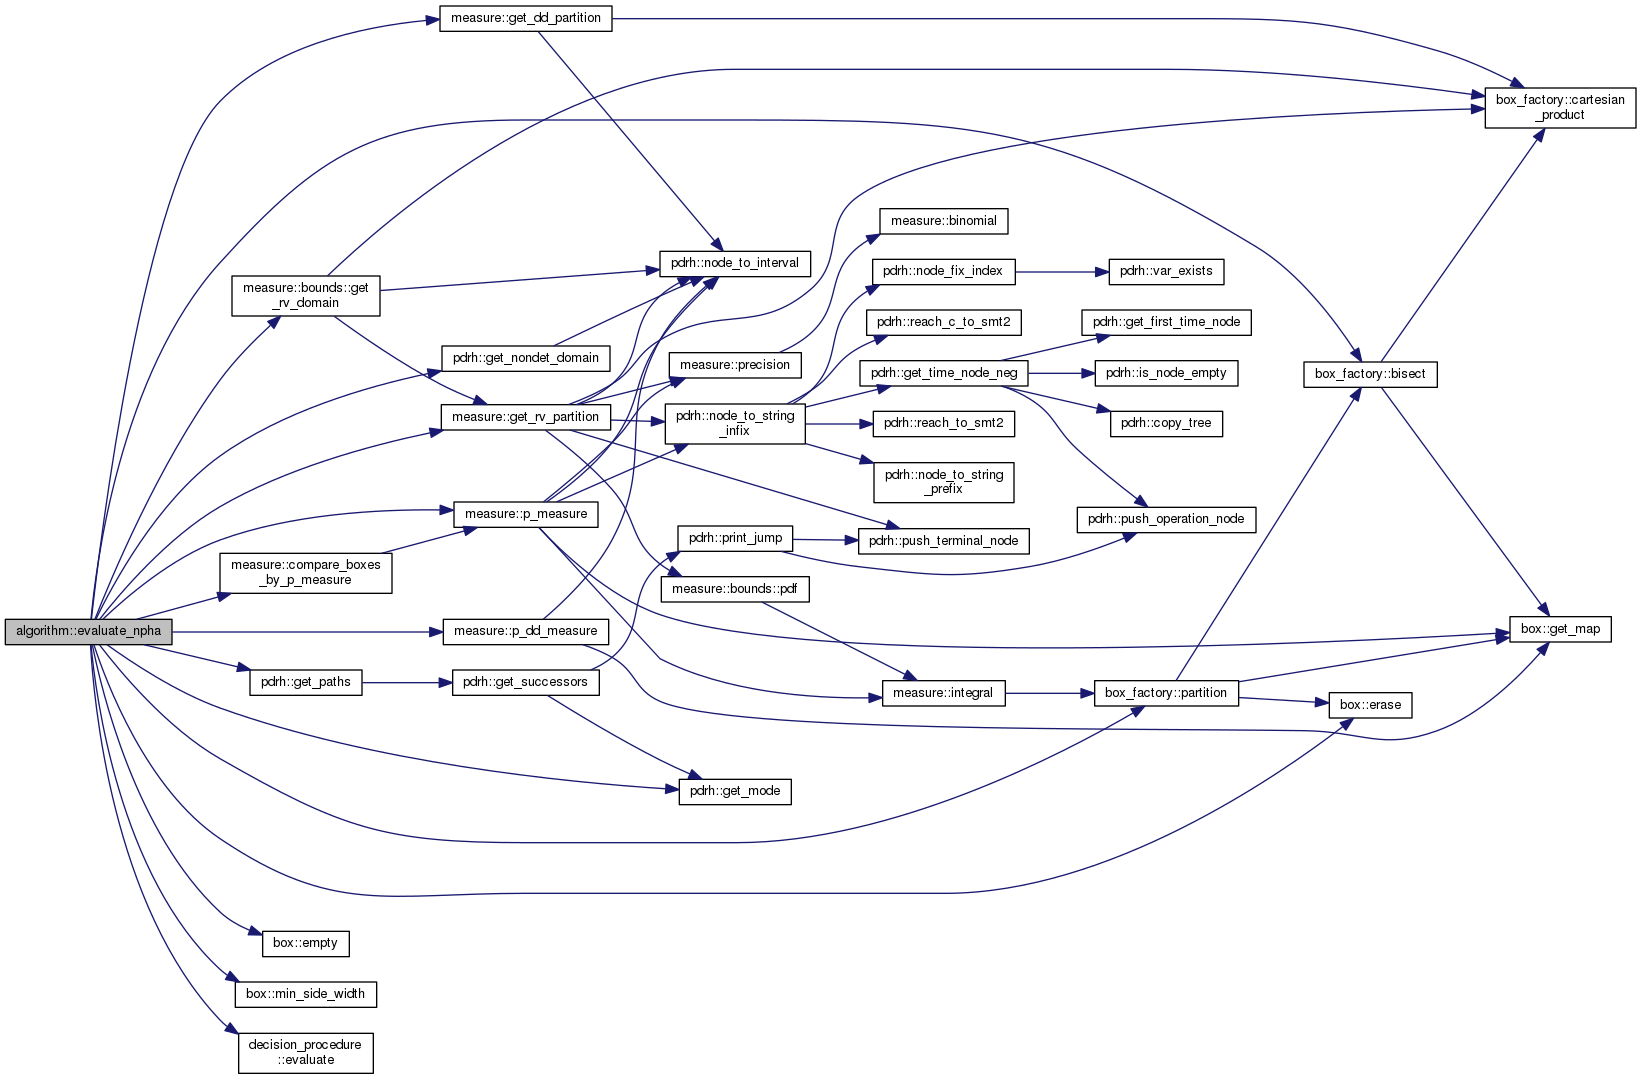 measure::get_dd_partition
box_factory::cartesian
_product
measure::binomial
pdrh::node_to_interval
pdrh::node_fix_index
pdrh::var_exists
measure::bounds::get
_rv_domain
pdrh::reach_c_to_smt2
pdrh::get_first_time_node
pdrh::get_nondet_domain
measure::precision
pdrh::get_time_node_neg
pdrh::is_node_empty
box_factory::bisect
measure::get_rv_partition
pdrh::node_to_string
_infix
pdrh::reach_to_smt2
pdrh::copy_tree
pdrh::node_to_string
_prefix
measure::p_measure
pdrh::push_operation_node
pdrh::print_jump
pdrh::push_terminal_node
measure::compare_boxes
_by_p_measure
measure::bounds::pdf
algorithm::evaluate_npha
measure::p_dd_measure
box::get_map
pdrh::get_paths
pdrh::get_successors
measure::integral
box_factory::partition
box::erase
pdrh::get_mode
box::empty
box::min_side_width
decision_procedure
::evaluate